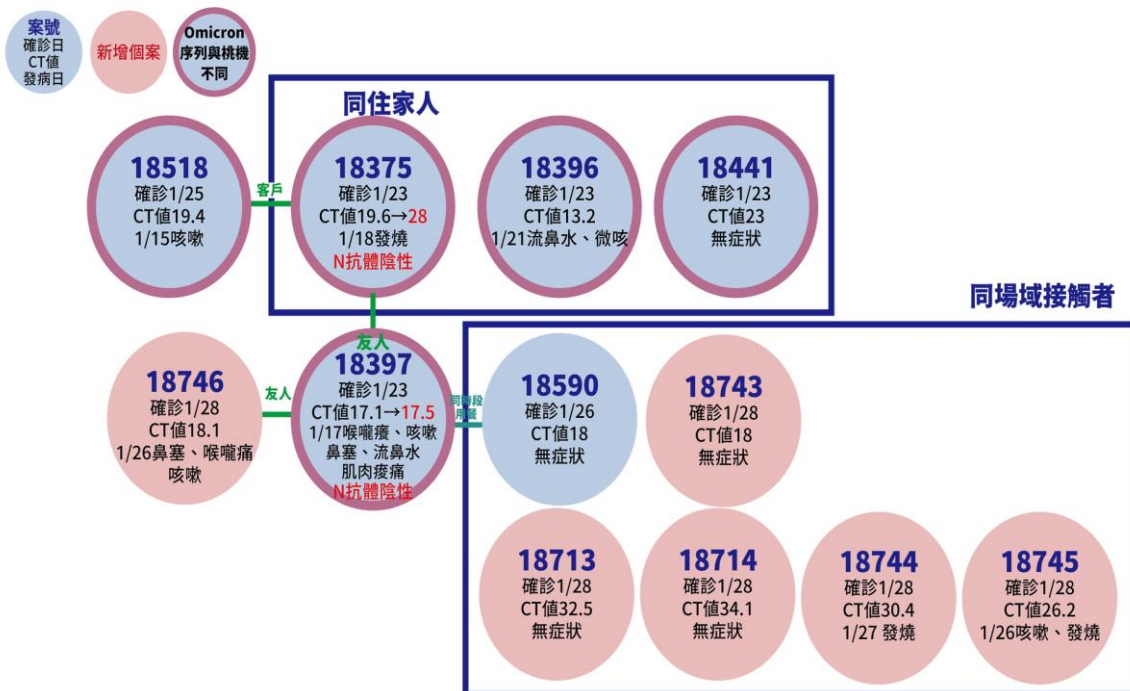 案號
確診日
CT值
發病日
新增個案
Omicron
序列與桃機
不同
同住家人
18518
確診1/25
CT值19.4
1/15咳嗽
客戶
18375
確診1/23
CT值19.6→28
1/18發燒
N抗體陰性
18396
確診1/23
CT值13.2
1/21流鼻水、微咳
18441
確診1/23
CT值23
無症狀
同場域接觸者
18746
確診1/28
CT值18.1
1/26鼻塞、喉嚨痛
咳嗽
友人
友人
18397
確診1/23
CT值17.1→17.5
1/17喉嚨癢、咳嗽
鼻塞、流鼻水
肌肉痠痛
N抗體陰性
同時段
用餐
18590
確診1/26
CT值18
無症狀
18743
確診1/28
CT值18
無症狀
18713
確診1/28
CT值32.5
無症狀
18714
確診1/28
CT值34.1
無症狀
18744
確診1/28
CT值30.4
1/27 發燒
18745
確診1/28
CT值26.2
1/26咳嗽、發燒